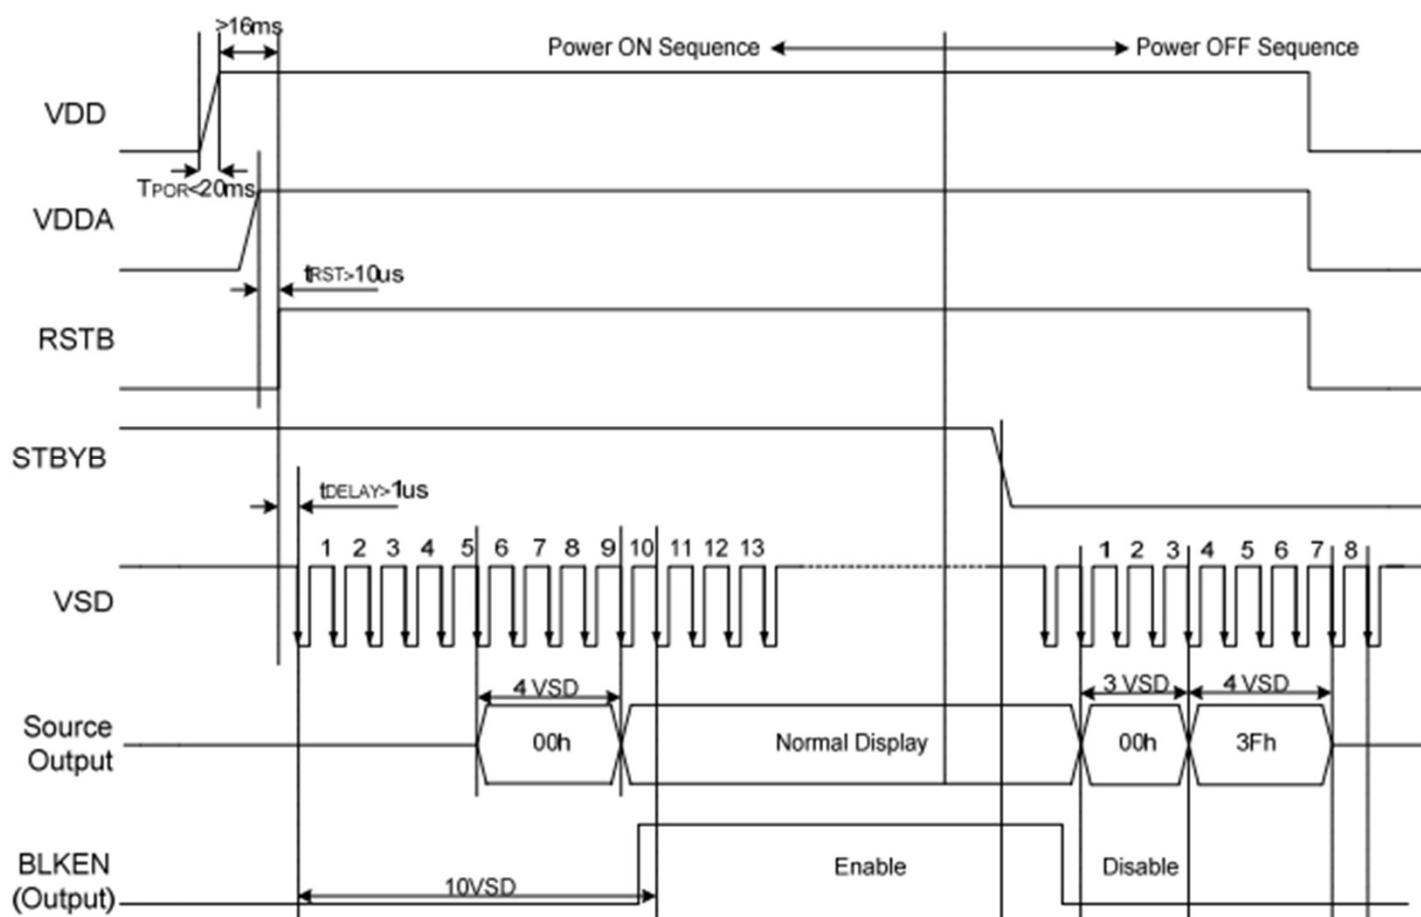 >16ms
Power ON Sequence
Power OFF Sequence
VDD
TPOR<20ms
VDDA
tRST>10us
RSTB
STBYB
tDELAY>1us
1 2 3 4 5 6 7 8 9 10 11 12 13
1 2 3 4 5 6 7 8
VSD
4 VSD
3 VSD
4 VSD
Source
Output
00h
Normal Display
00h
3Fh
BLKEN
(Output)
10VSD
Enable
Disable